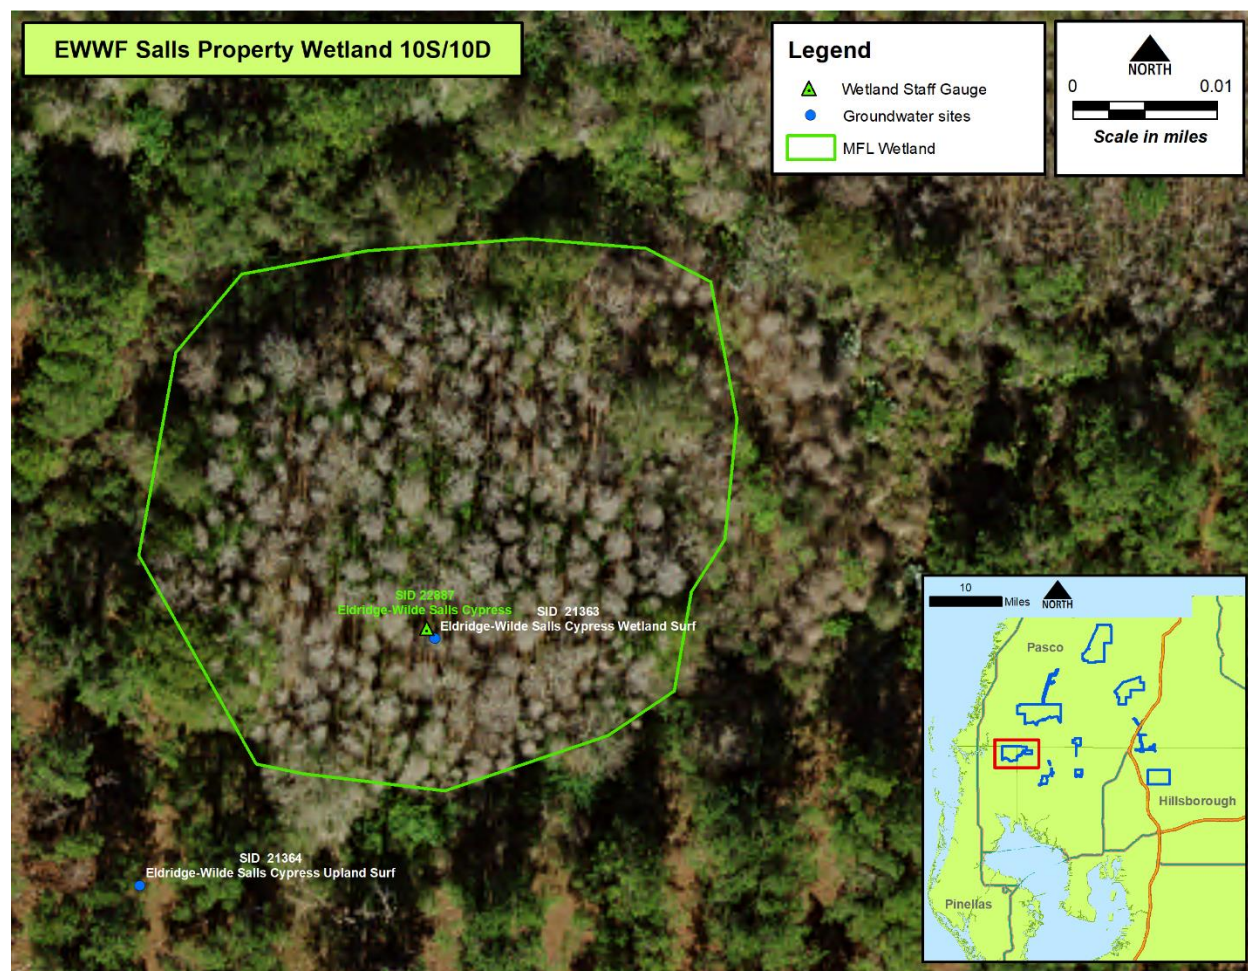 EWWF Salls Property Wetland 10S/10D
Legend
Wetland Staff Gauge
Groundwater sites
MFL Wetland
NORTH
0 0.01
Scale in miles
SID 22887
Eldridge-Wilde Salls Cypress
SID 21363
Eldridge-Wilde Salls Cypress Wetland Surf
SID 21364
Eldridge-Wilde Salls Cypress Upland Surf
10
Miles
NORTH
Pasco
Hillsborough
Pinellas